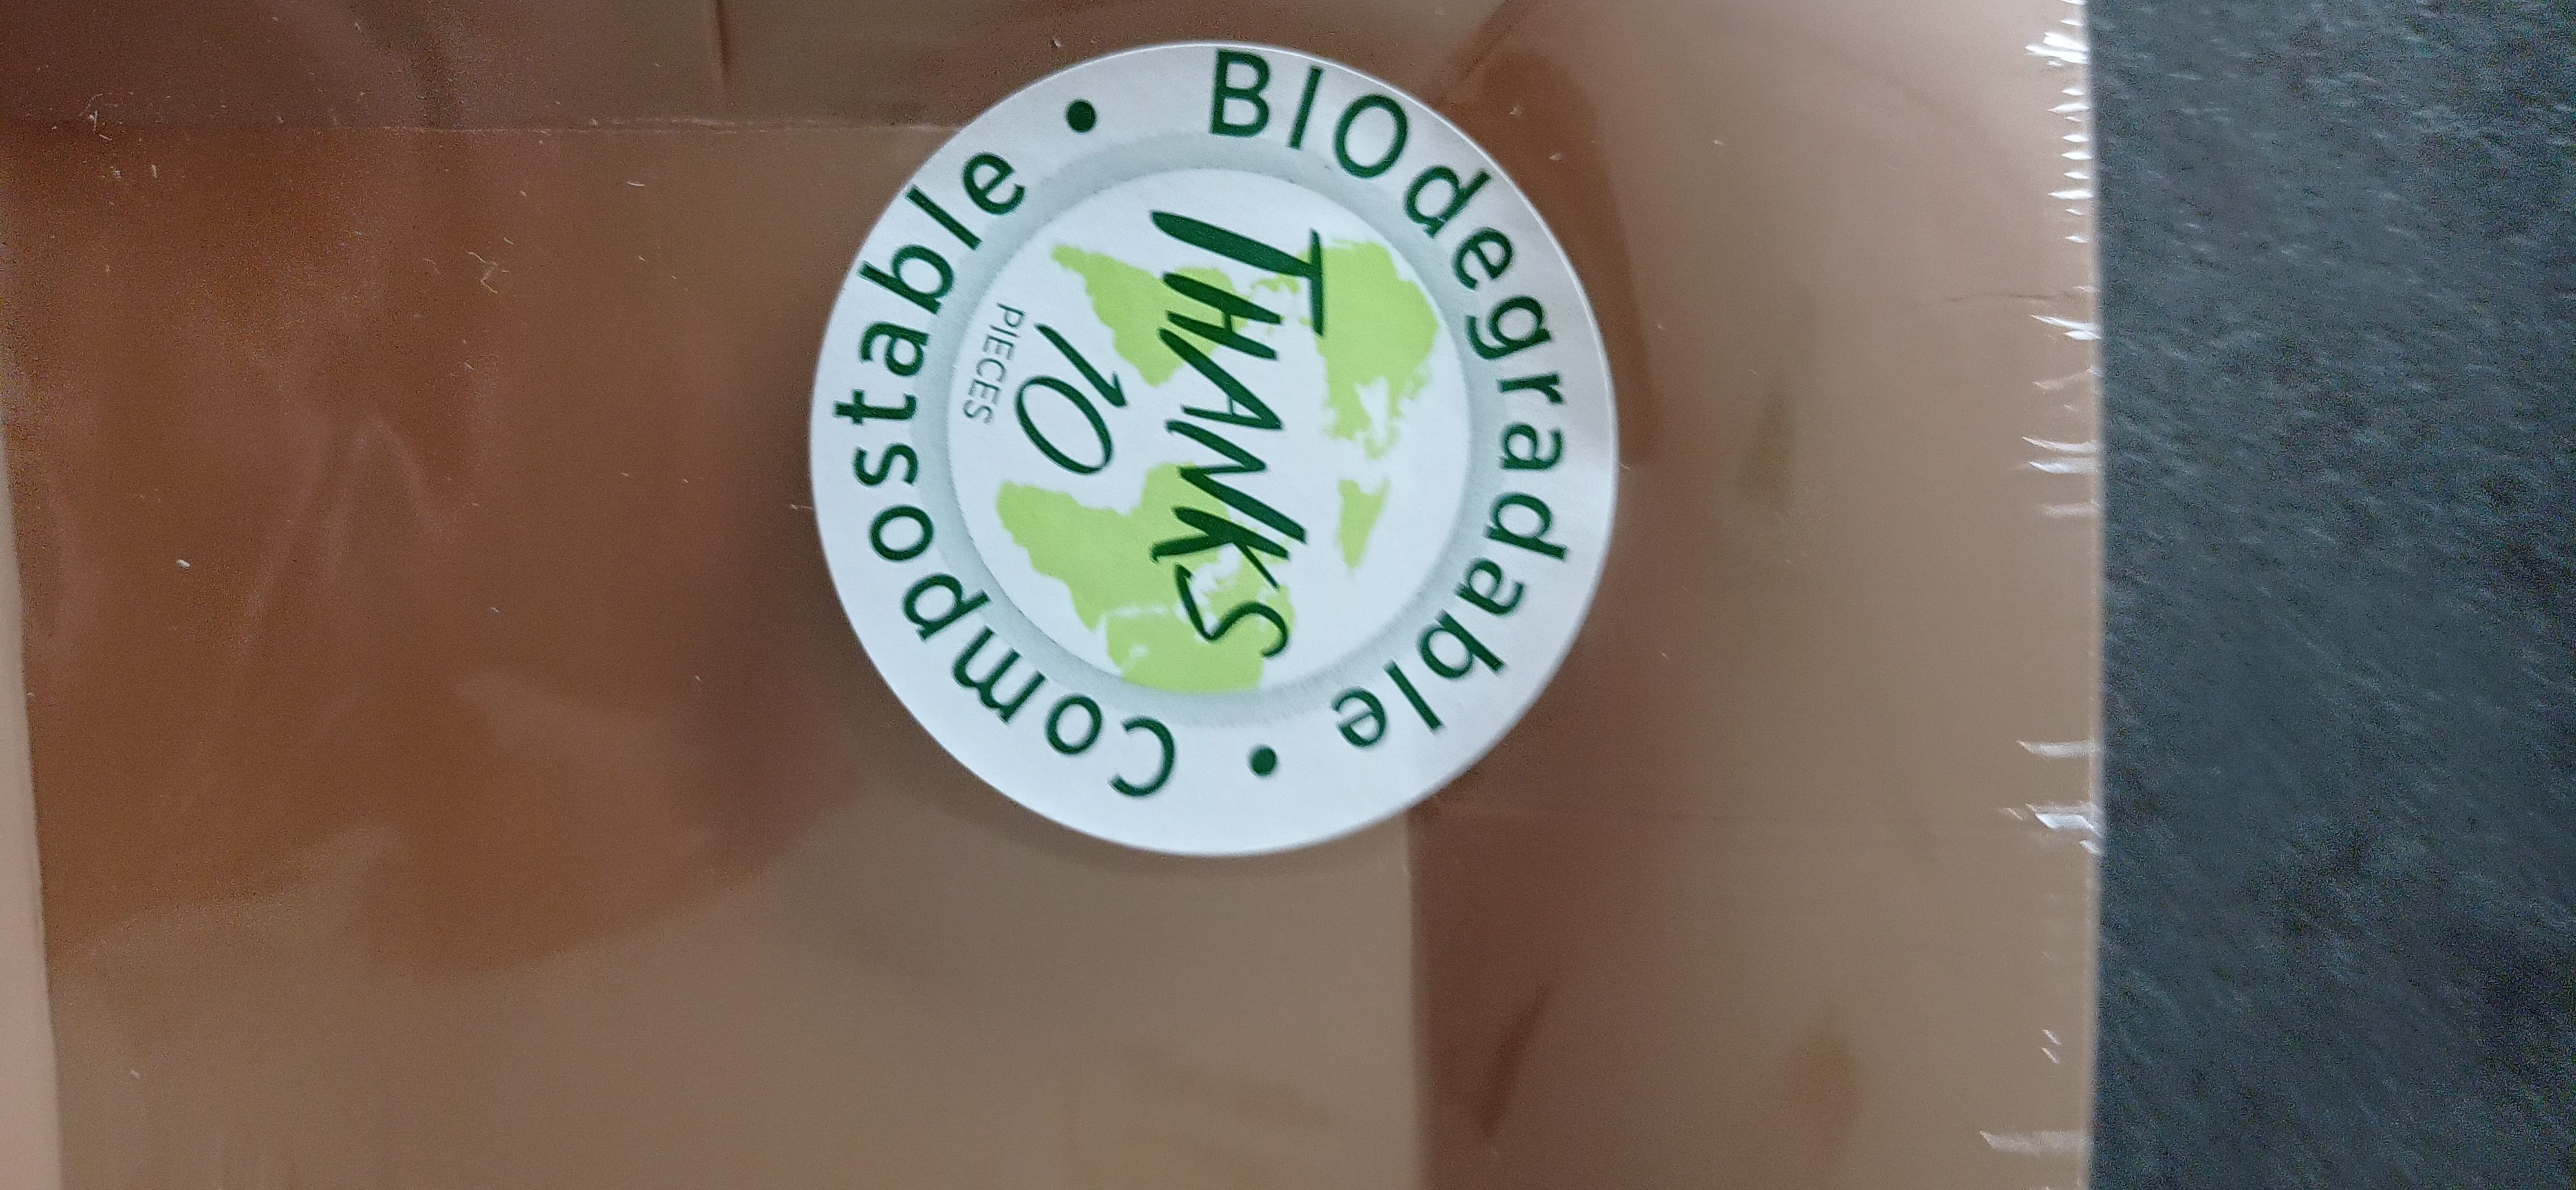 BIOdegradable •
Compostable •
THANKS
10
PIECES